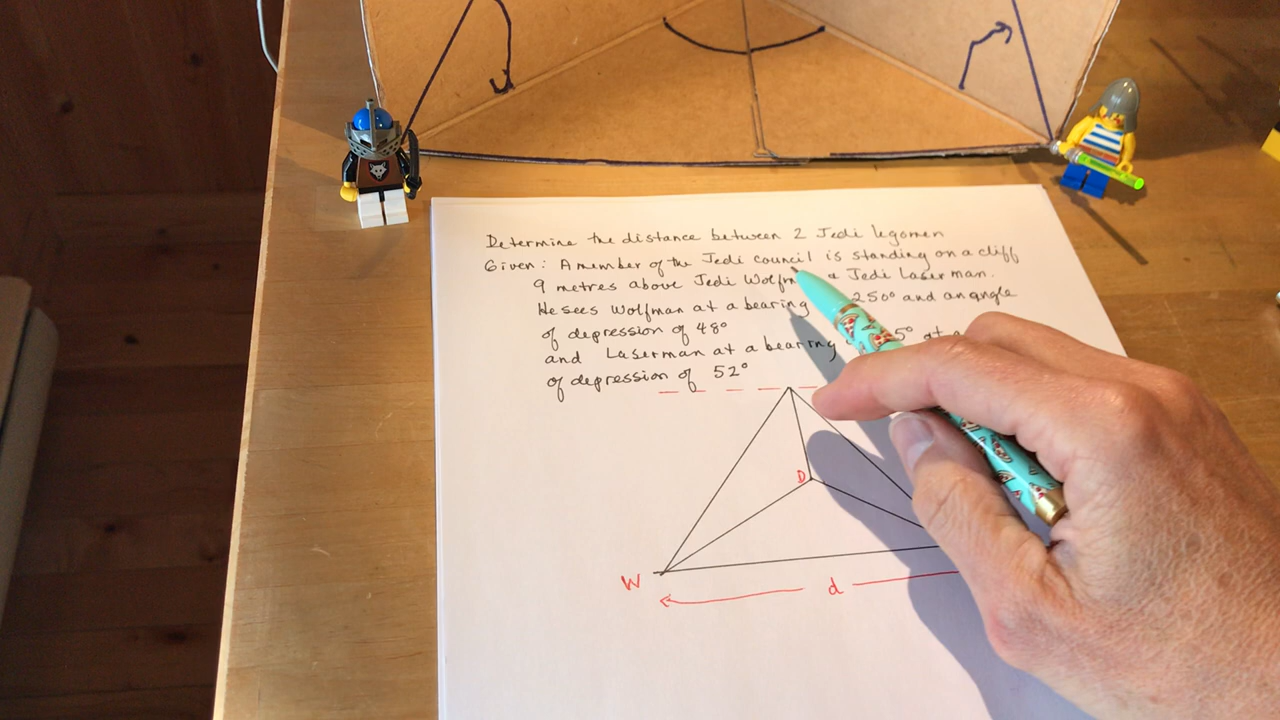 Determine the distance between 2 Jedi legomen
Given: A member of the Jedi council is standing on a cliff
9 metres above Jedi a Jedi Laserman.
He sees Wolfman at a bearing 250° and an angle
of depression of 48°
and Laserman at a bearing 5° at a
of depression of 52°
D
W
d